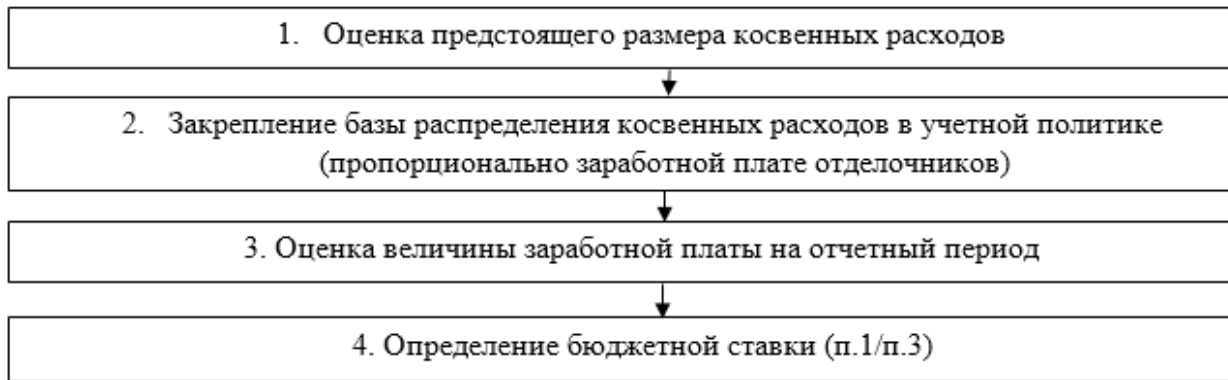 1. Оценка предстоящего размера косвенных расходов
2. Закрепление базы распределения косвенных расходов в учетной политике
(пропорционально заработной плате отделочников)
3. Оценка величины заработной платы на отчетный период
4. Определение бюджетной ставки (п.1/п.3)